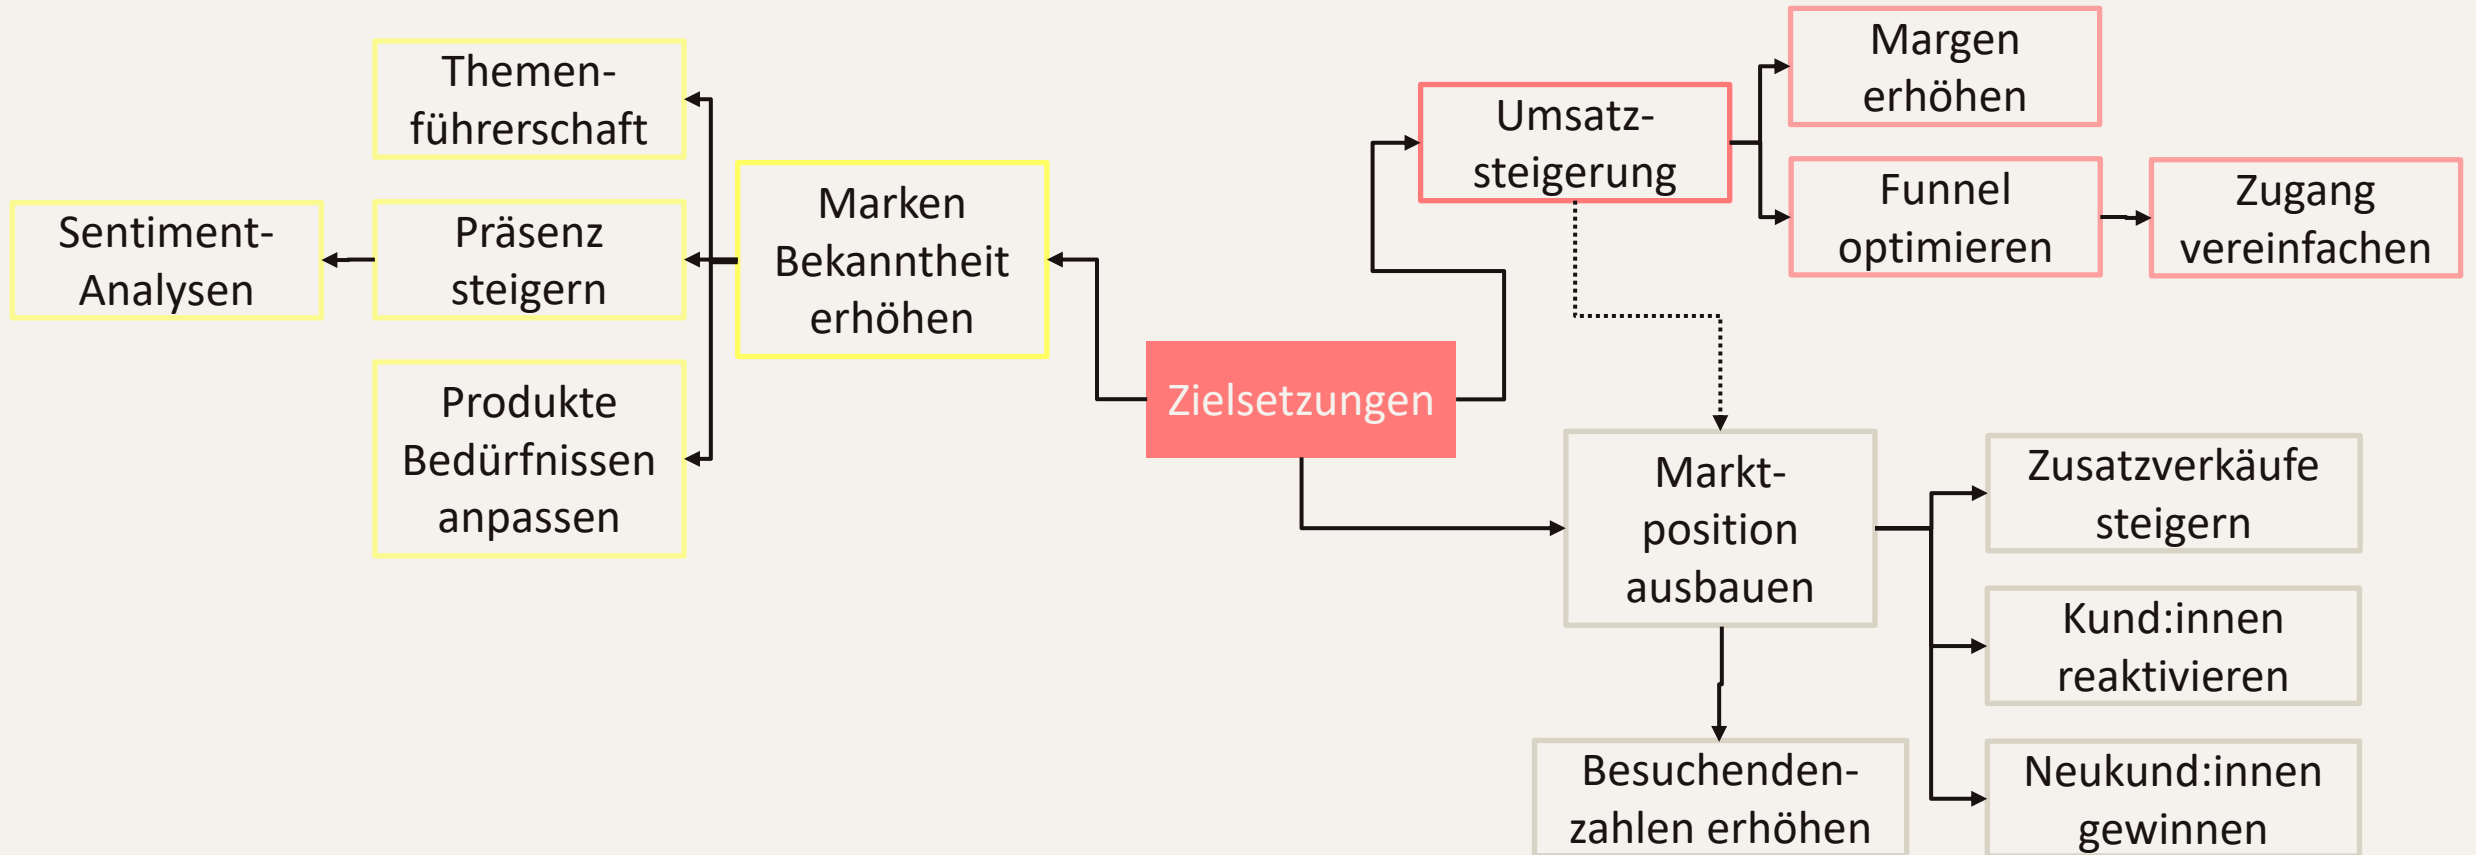 Themen-
führerschaft
Sentiment-
Analysen
Präsenz
steigern
Produkte
Bedürfnissen
anpassen
Marken
Bekanntheit
erhöhen
Zielsetzungen
Umsatz-
steigerung
Margen
erhöhen
Funnel
optimieren
Zugang
vereinfachen
Markt-
position
ausbauen
Zusatzverkäufe
steigern
Kund:innen
reaktivieren
Neukund:innen
gewinnen
Besuchenden-
zahlen erhöhen